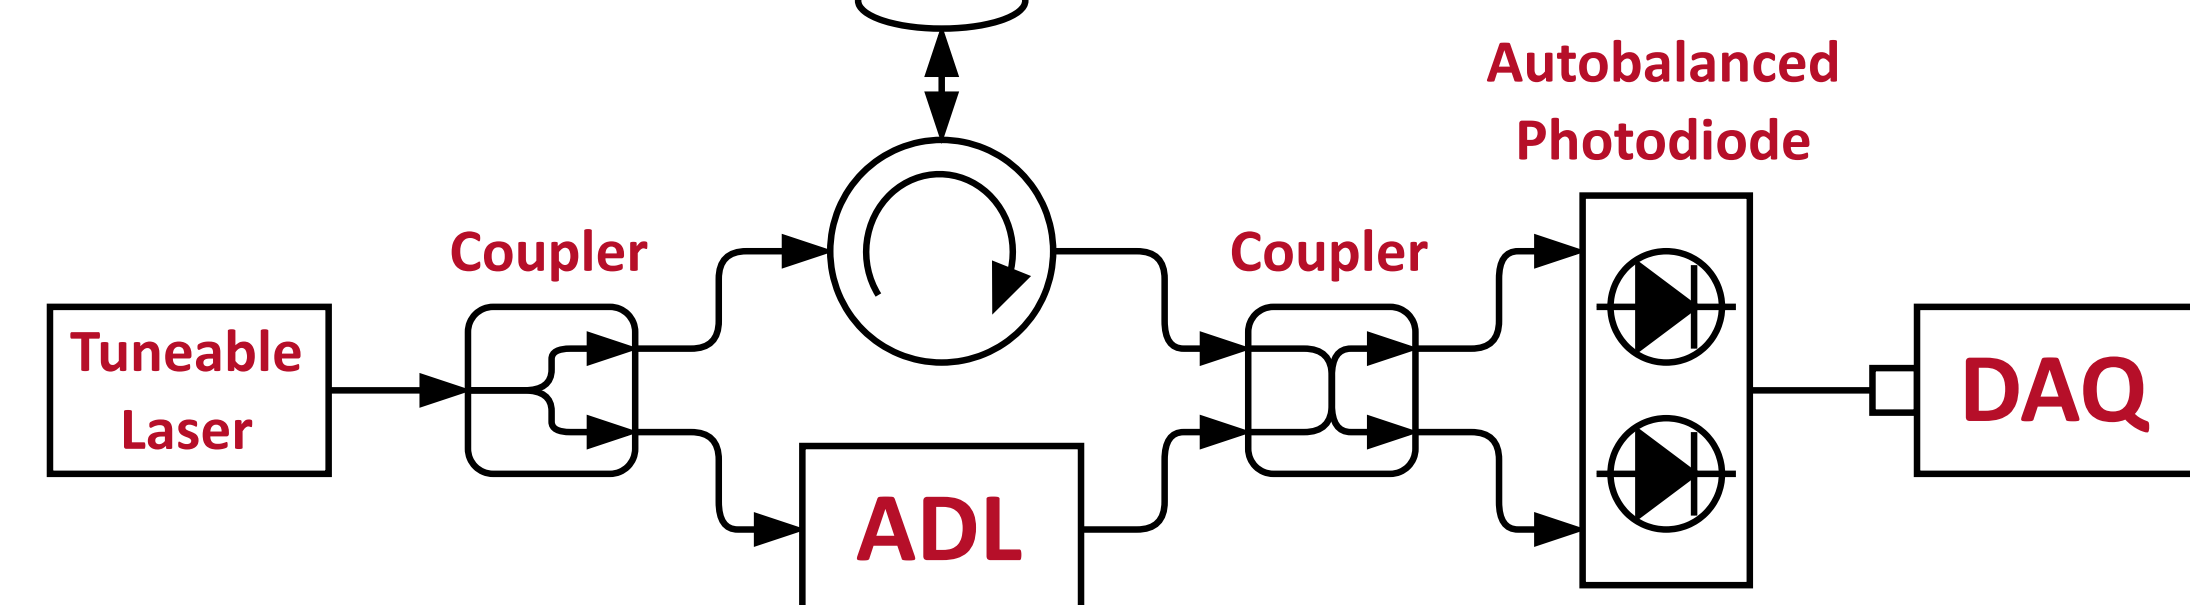 Autobalanced
Photodiode
Coupler
Coupler
Tuneable
Laser
DAQ
ADL